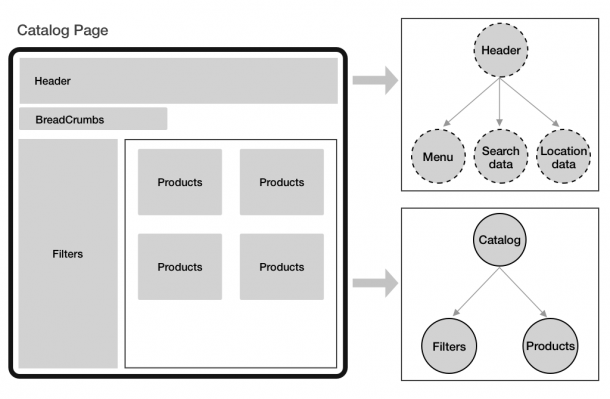 Catalog Page
Header
BreadCrumbs
Filters
Products
Products
Products
Products
Header
Menu
Search
data
Location
data
Catalog
Filters
Products